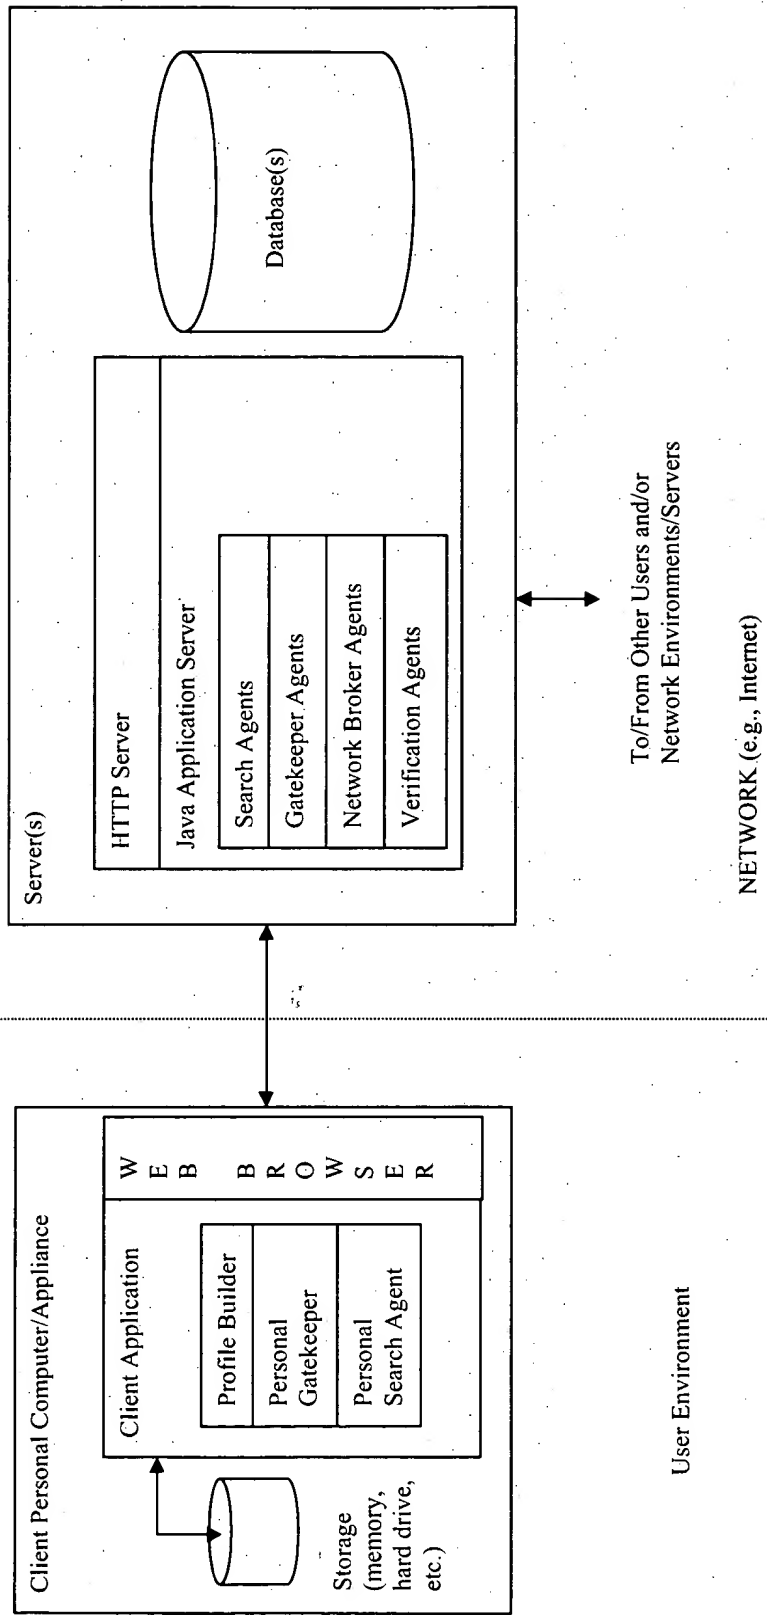 Client Personal Computer/Appliance
Client Application
Profile Builder
Personal
Gatekeeper
Personal
Search Agent
WEB BROWSER
Storage
(memory,
hard drive,
etc.)
User Environment
Server(s)
HTTP Server
Java Application Server
Search Agents
Gatekeeper Agents
Network Broker Agents
Verification Agents
Database(s)
To/From Other Users and/or
Network Environments/Servers
NETWORK (e.g., Internet)